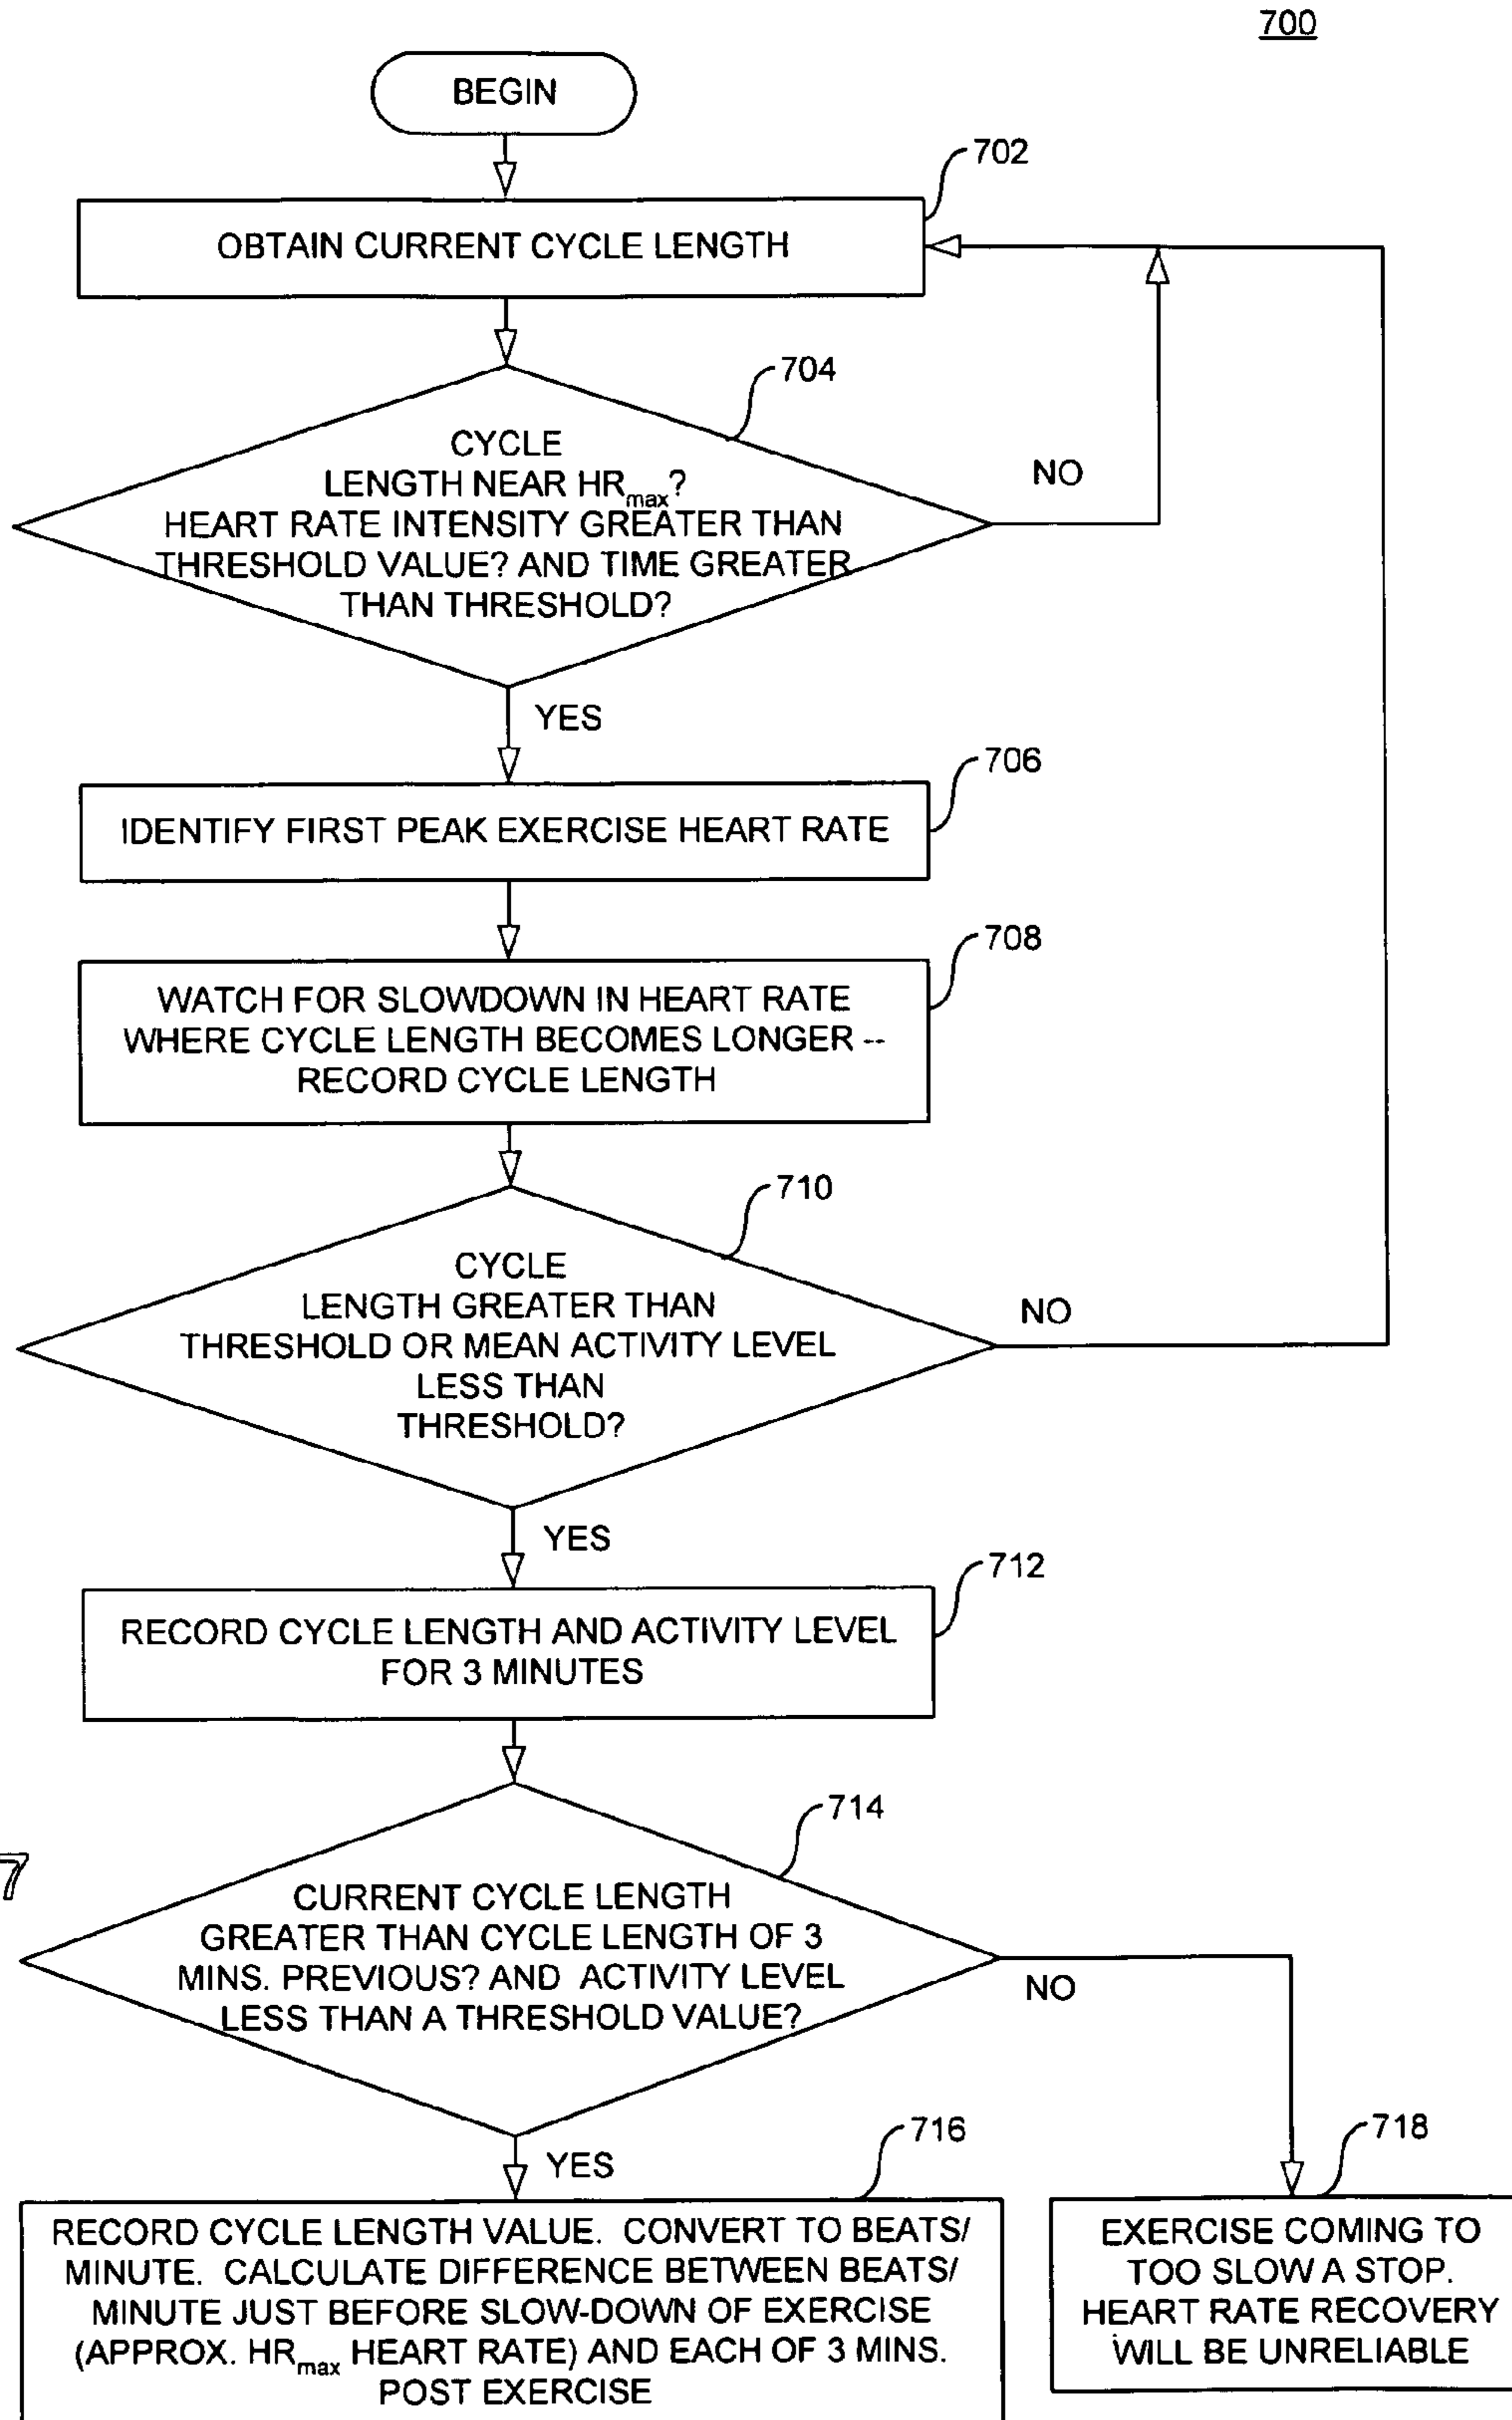 700
BEGIN
702
OBTAIN CURRENT CYCLE LENGTH
704
CYCLE
LENGTH NEAR HRmax?
HEART RATE INTENSITY GREATER THAN
THRESHOLD VALUE? AND TIME GREATER
THAN THRESHOLD?
NO
YES
706
IDENTIFY FIRST PEAK EXERCISE HEART RATE
708
WATCH FOR SLOWDOWN IN HEART RATE
WHERE CYCLE LENGTH BECOMES LONGER --
RECORD CYCLE LENGTH
710
CYCLE
LENGTH GREATER THAN
THRESHOLD OR MEAN ACTIVITY LEVEL
LESS THAN
THRESHOLD?
NO
YES
712
RECORD CYCLE LENGTH AND ACTIVITY LEVEL
FOR 3 MINUTES
714
7
CURRENT CYCLE LENGTH
GREATER THAN CYCLE LENGTH OF 3
MINS. PREVIOUS? AND ACTIVITY LEVEL
LESS THAN A THRESHOLD VALUE?
NO
YES
716
RECORD CYCLE LENGTH VALUE. CONVERT TO BEATS/
MINUTE. CALCULATE DIFFERENCE BETWEEN BEATS/
MINUTE JUST BEFORE SLOW-DOWN OF EXERCISE
(APPROX. HRmax HEART RATE) AND EACH OF 3 MINS.
POST EXERCISE
718
EXERCISE COMING TO
TOO SLOW A STOP.
HEART RATE RECOVERY
WILL BE UNRELIABLE